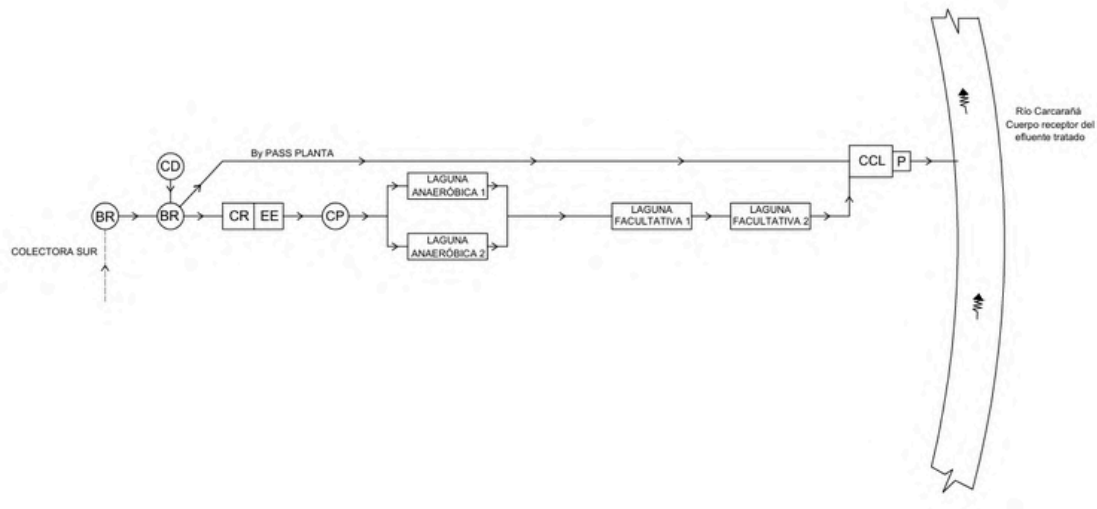 Río Carcarañá
Cuerpo receptor del
efluente tratado
By PASS PLANTA
CCL
P
CD
LAGUNA
ANAERÓBICA 1
BR
BR
CR
EE
CP
LAGUNA
FACULTATIVA 1
LAGUNA
FACULTATIVA 2
LAGUNA
ANAERÓBICA 2
COLECTORA SUR